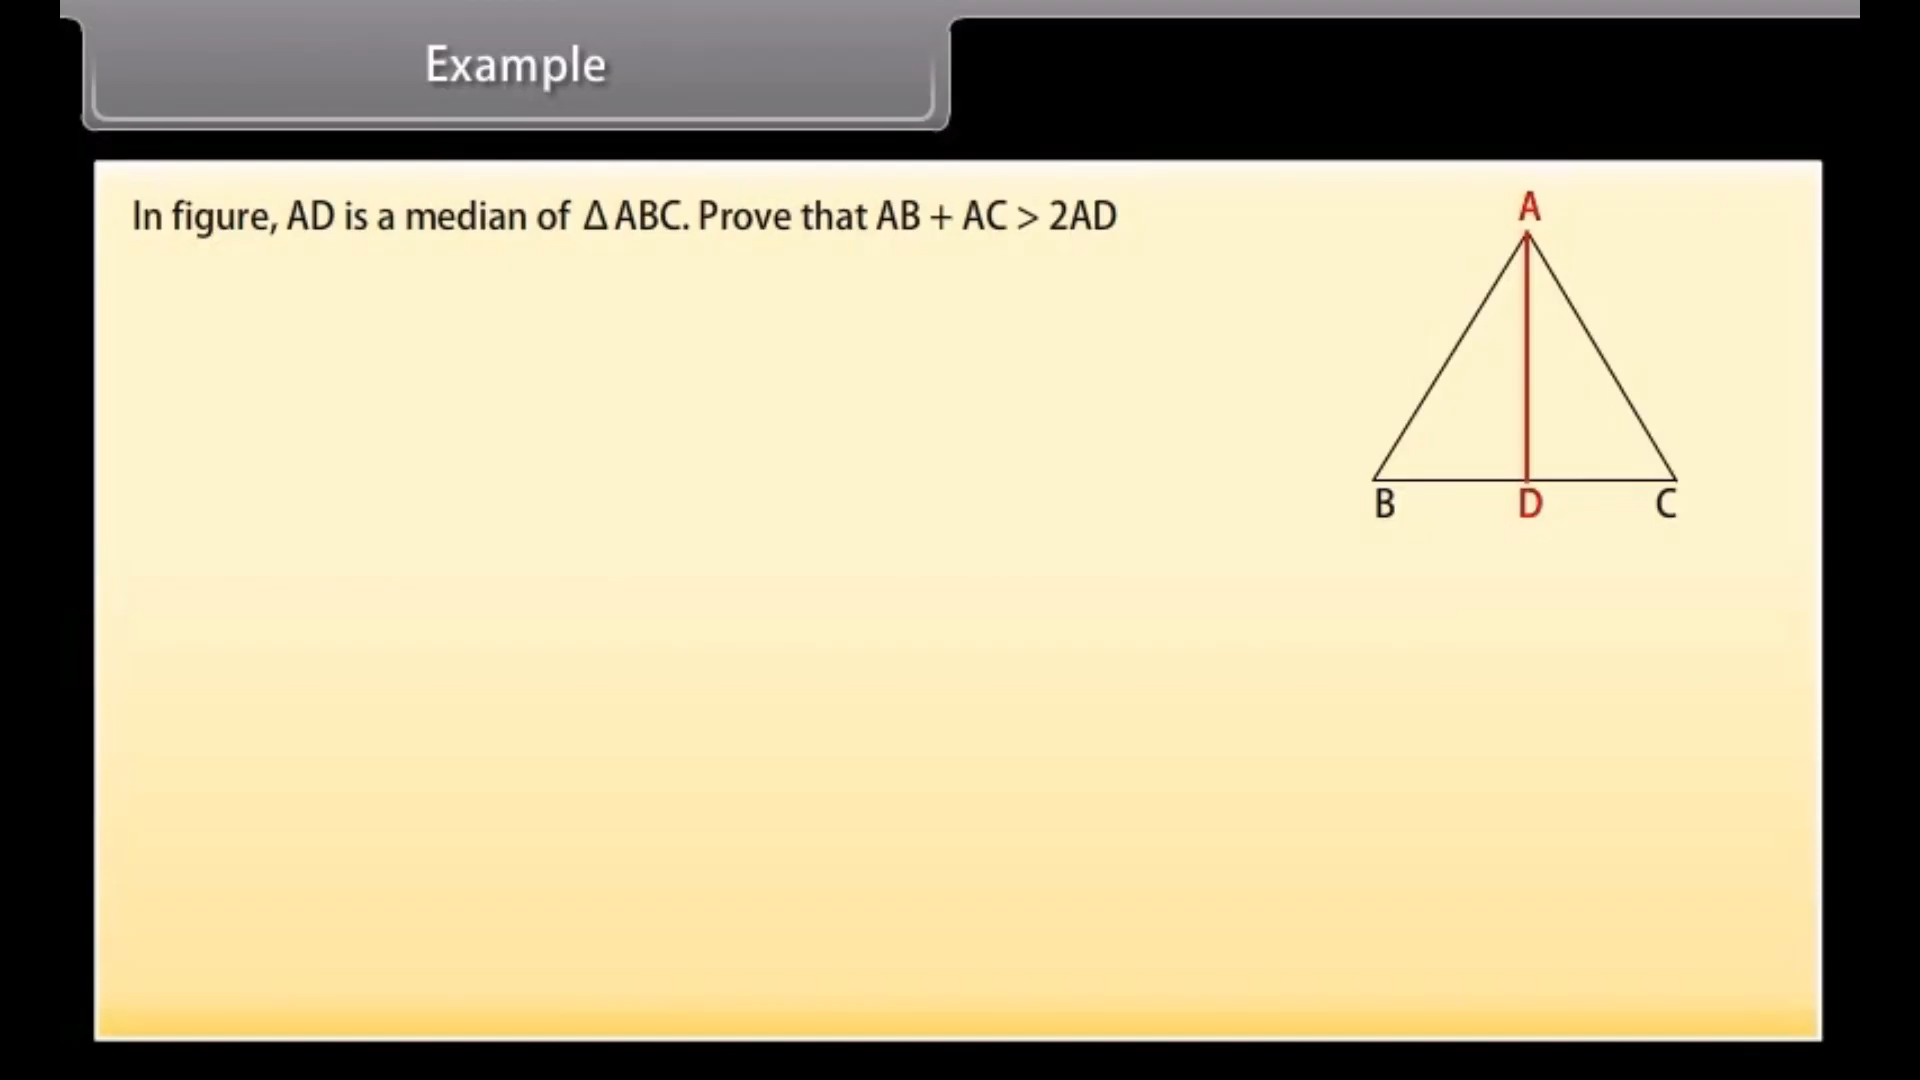 Example
In figure, AD is a median of Δ ABC. Prove that AB + AC > 2AD
A
B D C